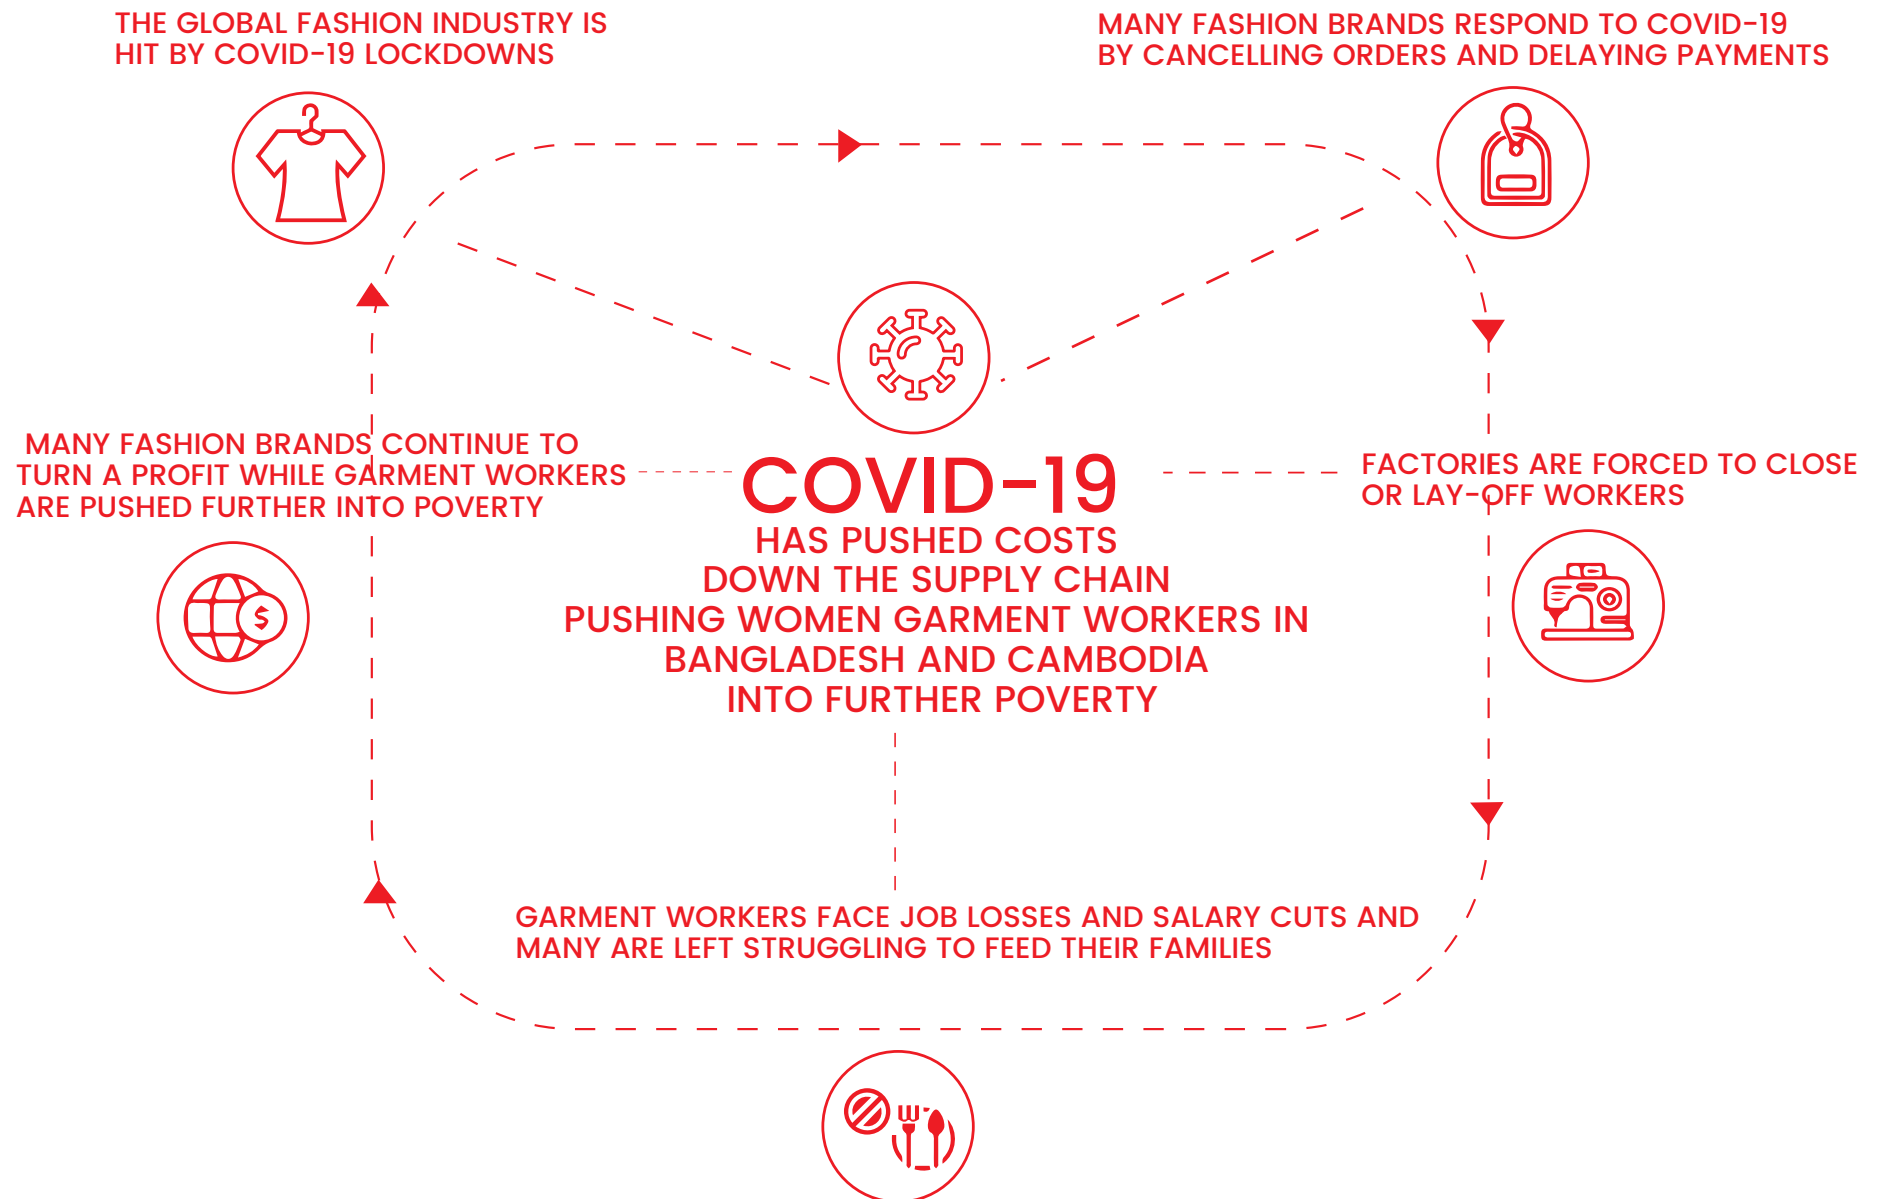 THE GLOBAL FASHION INDUSTRY IS
HIT BY COVID-19 LOCKDOWNS
MANY FASHION BRANDS RESPOND TO COVID-19
BY CANCELLING ORDERS AND DELAYING PAYMENTS
MANY FASHION BRANDS CONTINUE TO
TURN A PROFIT WHILE GARMENT WORKERS
ARE PUSHED FURTHER INTO POVERTY
$
COVID-19
HAS PUSHED COSTS
DOWN THE SUPPLY CHAIN
PUSHING WOMEN GARMENT WORKERS IN
BANGLADESH AND CAMBODIA
INTO FURTHER POVERTY
FACTORIES ARE FORCED TO CLOSE
OR LAY-OFF WORKERS
GARMENT WORKERS FACE JOB LOSSES AND SALARY CUTS AND
MANY ARE LEFT STRUGGLING TO FEED THEIR FAMILIES